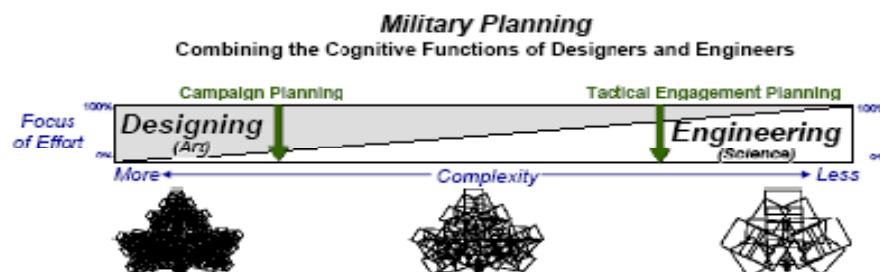 Military Planning
Combining the Cognitive Functions of Designers and Engineers
Campaign Planning Tactical Engagement Planning
100% 100%
Focus of Effort
Designing
(Art)
Engineering
(Science)
0% 0%
More Complexity Less